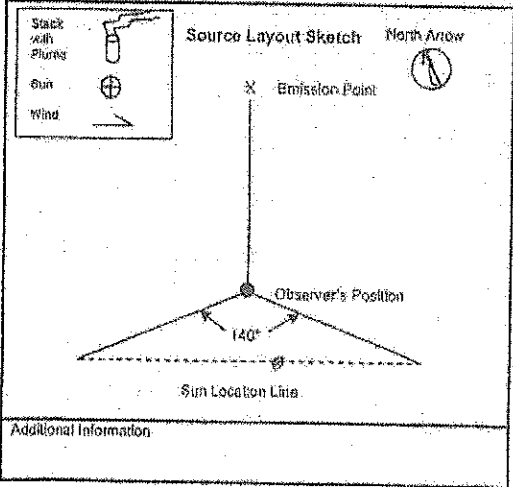 Stack
with
Plume
Sun
Wind
Source Layout Sketch
North Arrow
X Emission Point
Observer's Position
140°
Sun Location Line
Additional Information